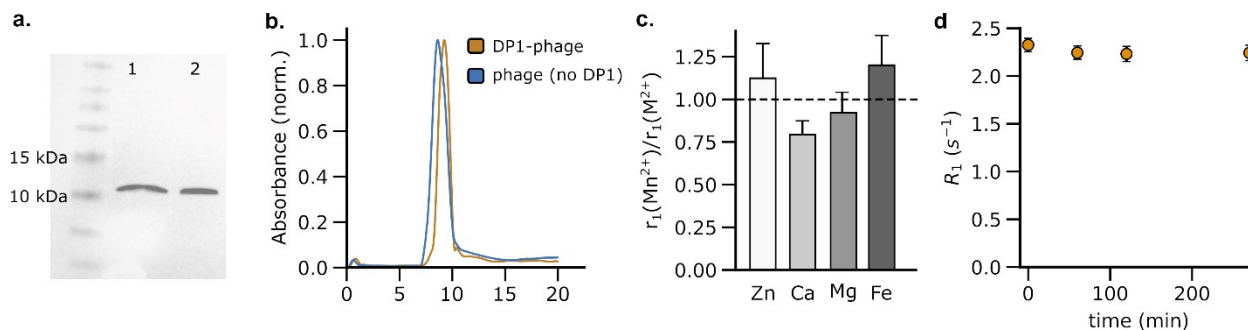 a.
1 2
15 kDa
10 kDa
b.
Absorbance (norm.)
1.0
0.8
0.6
0.4
0.2
0.0
0 5 10 15 20
DP1-phage
phage (no DP1)
c.
r₁(Mn²⁺)/r₁(M²⁺)
1.25
1.00
0.75
0.50
0.25
0.00
Zn Ca Mg Fe
d
R₁ (s⁻¹)
2.5
2.0
1.5
1.0
0.5
0.0
0 100 200
time (min)